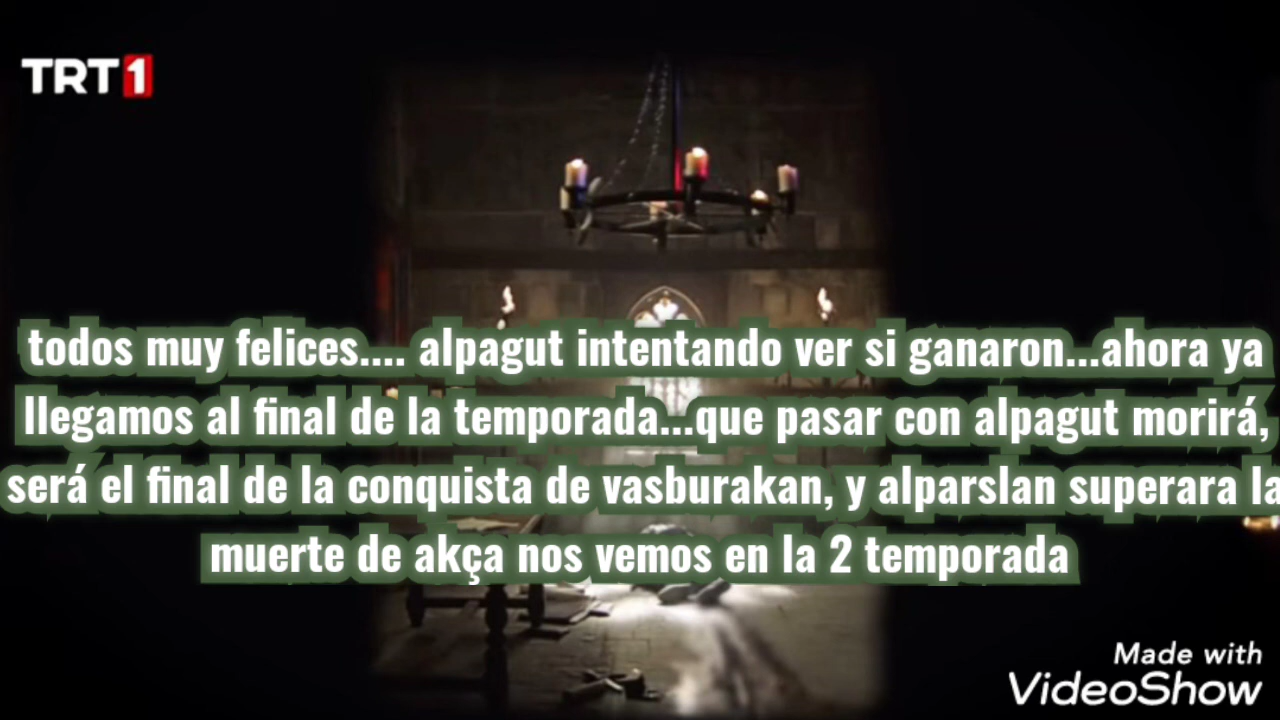 TRT 1
todos muy felices.... alpagut intentando ver si ganaron...ahora ya
llegamos al final de la temporada...que pasar con alpagut morirá,
será el final de la conquista de vasburakan, y alparslan superara la
muerte de akça nos vemos en la 2 temporada
Made with
VideoShow